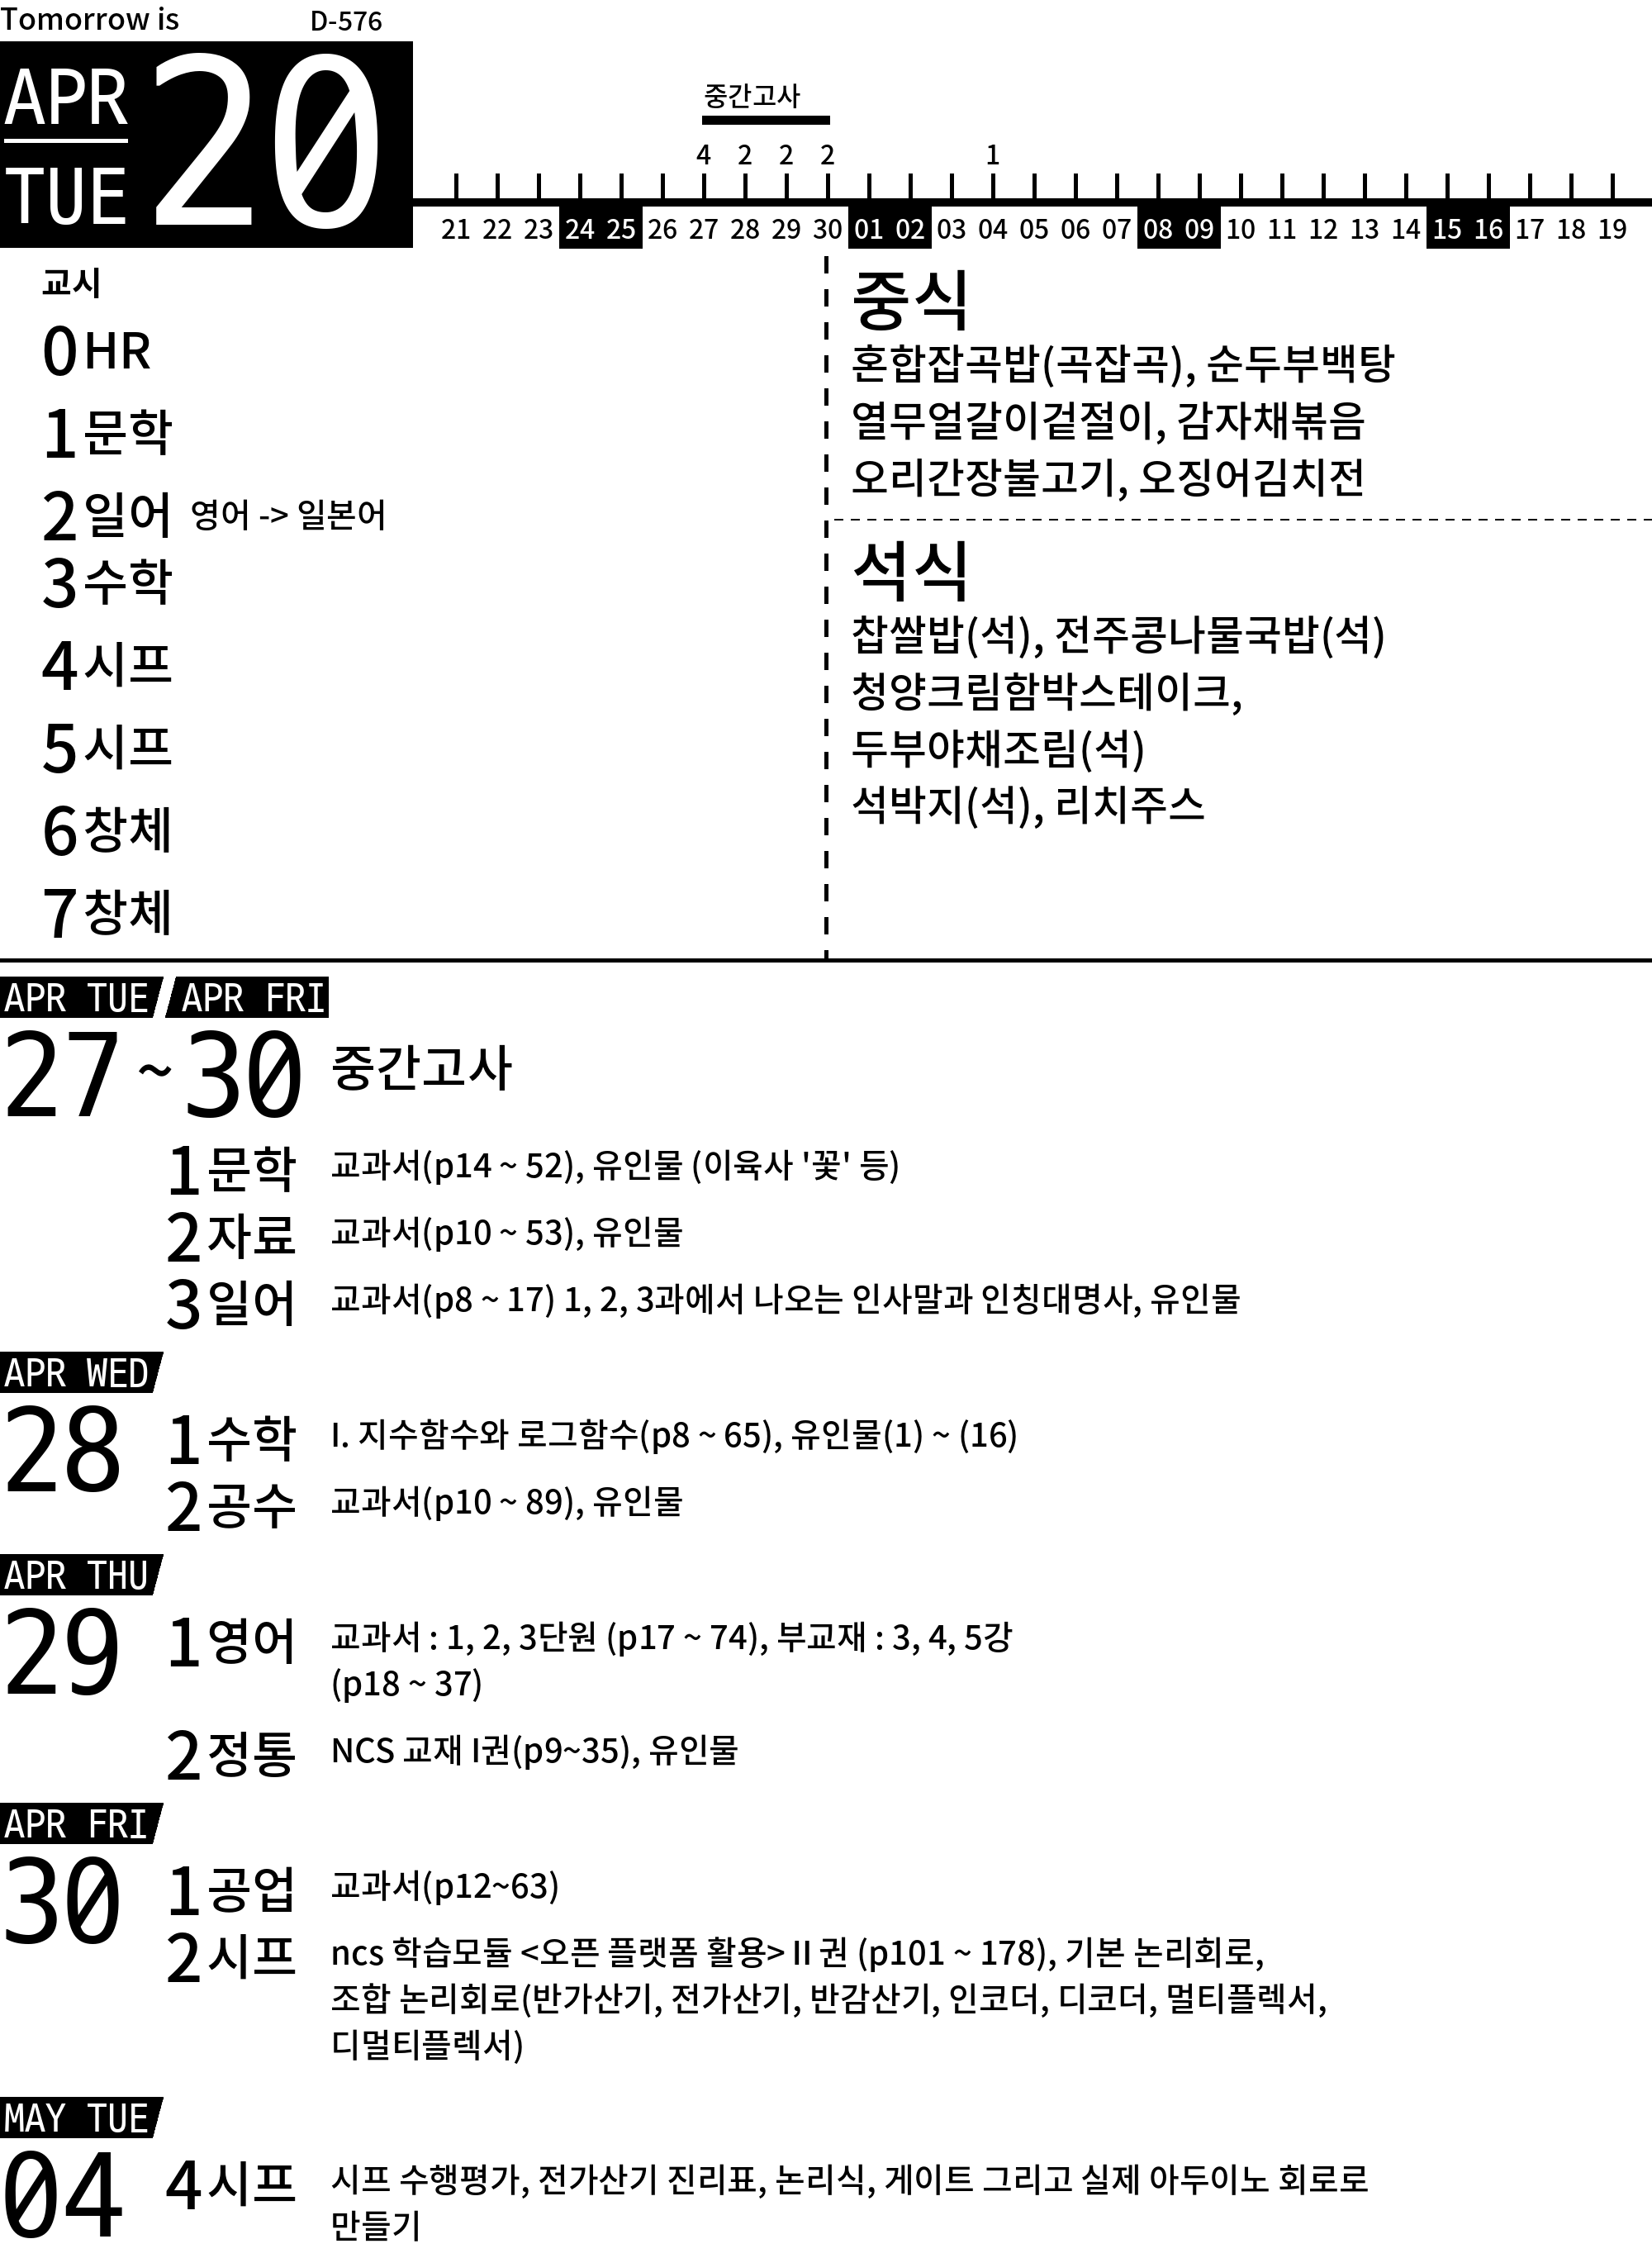 Tomorrow is D-576
APR
TUE
20
중간고사
4 2 2 2 1
21 22 23 24 25 26 27 28 29 30 01 02 03 04 05 06 07 08 09 10 11 12 13 14 15 16 17 18 19
교시
0 HR
1 문학
2 일어 영어 -> 일본어
3 수학
4 시프
5 시프
6 창체
7 창체
중식
혼합잡곡밥(곡잡곡), 순두부백탕
열무얼갈이겉절이, 감자채볶음
오리간장불고기, 오징어김치전
석식
찹쌀밥(석), 전주콩나물국밥(석)
청양크림함박스테이크,
두부야채조림(석)
석박지(석), 리치주스
APR TUE APR FRI
27 ~ 30 중간고사
1 문학 교과서(p14 ~ 52), 유인물 (이육사 '꽃' 등)
2 자료 교과서(p10 ~ 53), 유인물
3 일어 교과서(p8 ~ 17) 1, 2, 3과에서 나오는 인사말과 인칭대명사, 유인물
APR WED
28 1 수학 I. 지수함수와 로그함수(p8 ~ 65), 유인물(1) ~ (16)
2 공수 교과서(p10 ~ 89), 유인물
APR THU
29 1 영어 교과서 : 1, 2, 3단원 (p17 ~ 74), 부교재 : 3, 4, 5강
(p18 ~ 37)
2 정통 NCS 교재 I권(p9~35), 유인물
APR FRI
30 1 공업 교과서(p12~63)
2 시프 ncs 학습모듈 <오픈 플랫폼 활용> II 권 (p101 ~ 178), 기본 논리회로,
조합 논리회로(반가산기, 전가산기, 반감산기, 인코더, 디코더, 멀티플렉서,
디멀티플렉서)
MAY TUE
04 4 시프 시프 수행평가, 전가산기 진리표, 논리식, 게이트 그리고 실제 아두이노 회로로
만들기